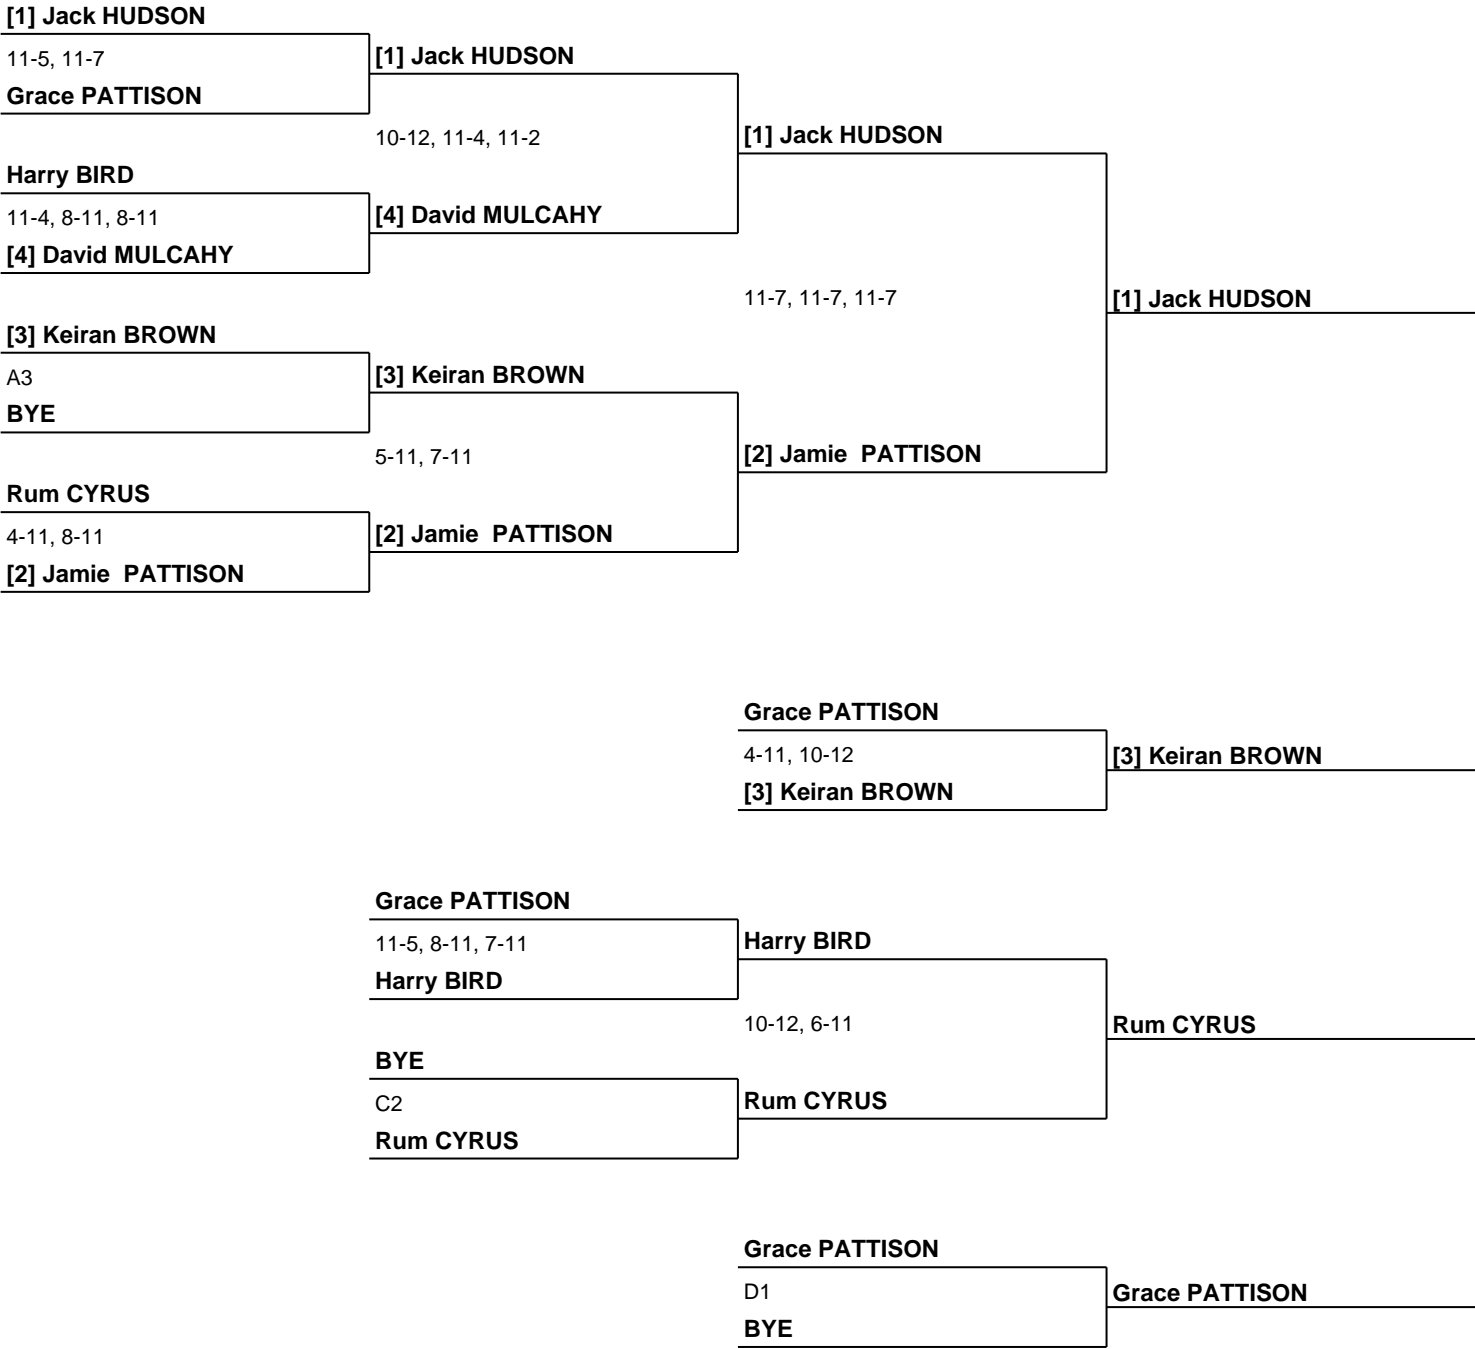 [1] Jack HUDSON
11-5, 11-7
Grace PATTISON
[1] Jack HUDSON
10-12, 11-4, 11-2
Harry BIRD
11-4, 8-11, 8-11
[4] David MULCAHY
[4] David MULCAHY
[1] Jack HUDSON
11-7, 11-7, 11-7
[1] Jack HUDSON
[3] Keiran BROWN
A3
BYE
[3] Keiran BROWN
5-11, 7-11
Rum CYRUS
4-11, 8-11
[2] Jamie  PATTISON
[2] Jamie  PATTISON
[2] Jamie  PATTISON
Grace PATTISON
4-11, 10-12
[3] Keiran BROWN
[3] Keiran BROWN
Grace PATTISON
11-5, 8-11, 7-11
Harry BIRD
Harry BIRD
10-12, 6-11
Rum CYRUS
BYE
C2
Rum CYRUS
Rum CYRUS
Grace PATTISON
D1
BYE
Grace PATTISON